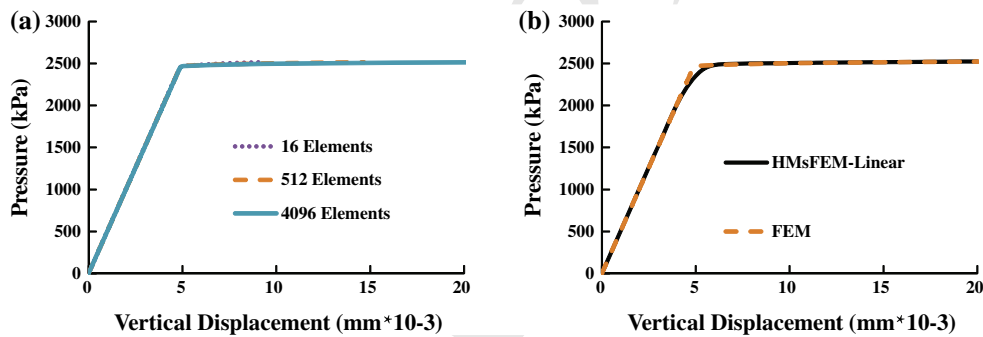 (a)
3000
2500
2000
1500
1000
500
0
Pressure (kPa)
16 Elements
512 Elements
4096 Elements
0 5 10 15 20
Vertical Displacement (mm*10-3)
(b)
3000
2500
2000
1500
1000
500
0
Pressure (kPa)
HMsFEM-Linear
FEM
0 5 10 15 20
Vertical Displacement (mm*10-3)